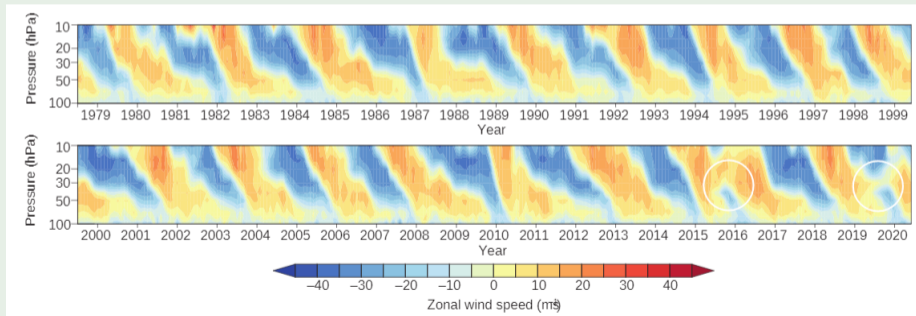 Pressure (hPa)
10
20
30
50
100
1979 1980 1981 1982 1983 1984 1985 1986 1987 1988 1989 1990 1991 1992 1993 1994 1995 1996 1997 1998 1999
Year
Pressure (hPa)
10
20
30
50
100
2000 2001 2002 2003 2004 2005 2006 2007 2008 2009 2010 2011 2012 2013 2014 2015 2016 2017 2018 2019 2020
Year
−40 −30 −20 −10 0 10 20 30 40
Zonal wind speed (ms⁻¹)